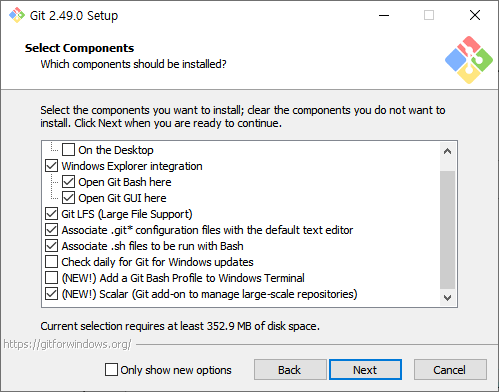 Git 2.49.0 Setup
Select Components
Which components should be installed?
Select the components you want to install; clear the components you do not want to
install. Click Next when you are ready to continue.
On the Desktop
Windows Explorer integration
Open Git Bash here
Open Git GUI here
Git LFS (Large File Support)
Associate .git* configuration files with the default text editor
Associate .sh files to be run with Bash
Check daily for Git for Windows updates
(NEW!) Add a Git Bash Profile to Windows Terminal
(NEW!) Scalar (Git add-on to manage large-scale repositories)
Current selection requires at least 352.9 MB of disk space.
https://gitforwindows.org/
Only show new options
Back
Next
Cancel